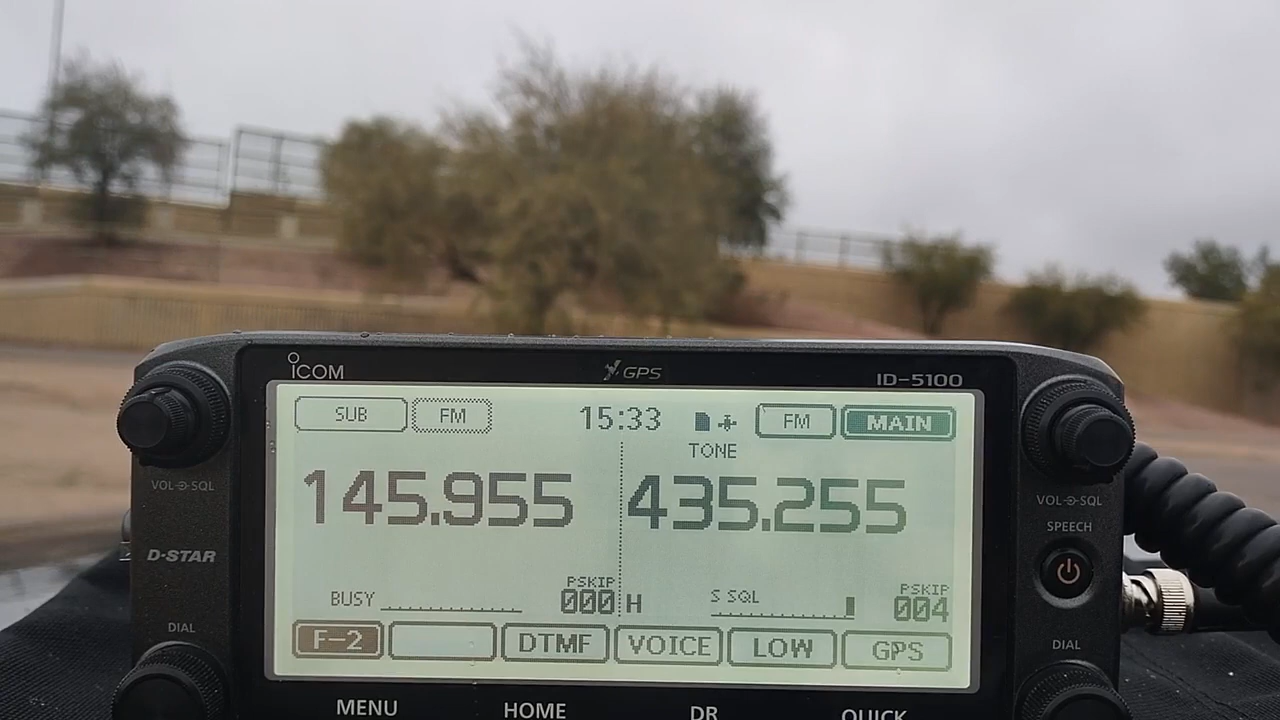 ICOM GPS ID-5100
SUB FM 15:33 FM MAIN
TONE
145.955 435.255
VOL SQL VOL SQL
SPEECH
D-STAR
PSKIP PSKIP
BUSY 000 H S SQL 004
F-2 DTMF VOICE LOW GPS
DIAL DIAL
MENU HOME DR QUICK